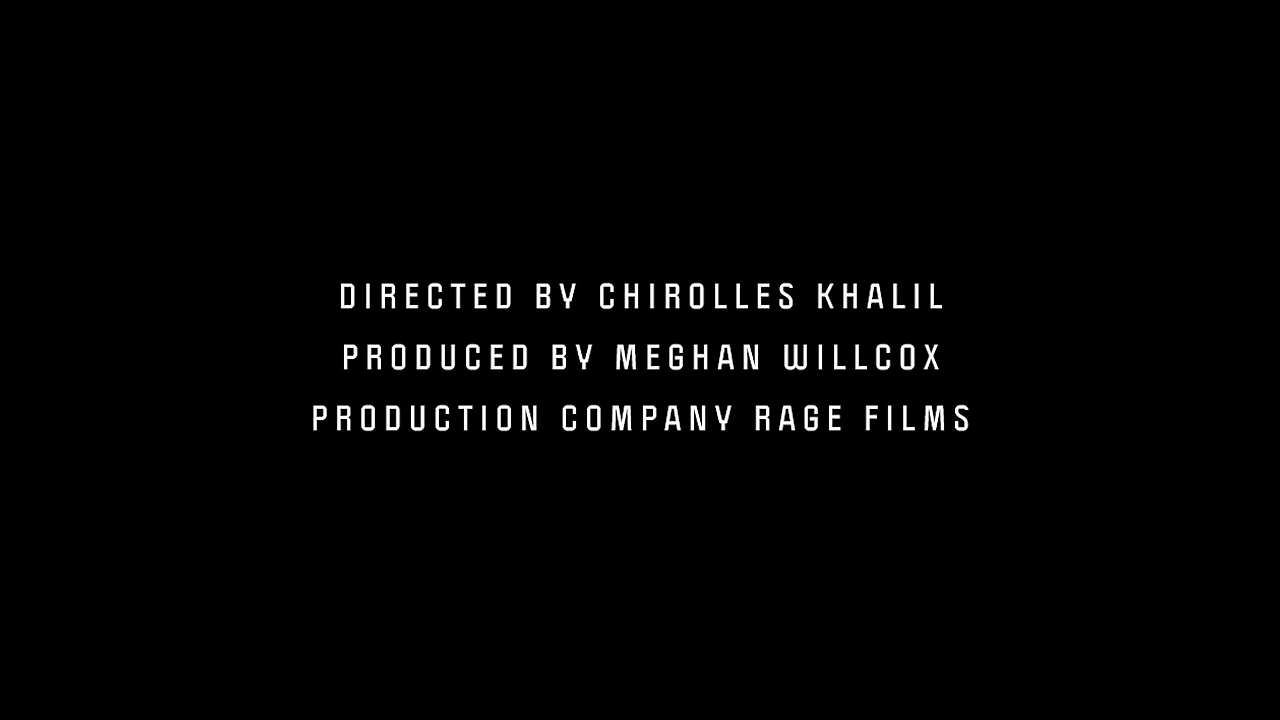 DIRECTED BY CHIROLLES KHALIL
PRODUCED BY MEGHAN WILLCOX
PRODUCTION COMPANY RAGE FILMS